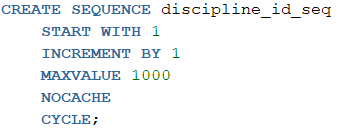 CREATE SEQUENCE discipline_id_seq
START WITH 1
INCREMENT BY 1
MAXVALUE 1000
NOCACHE
CYCLE;